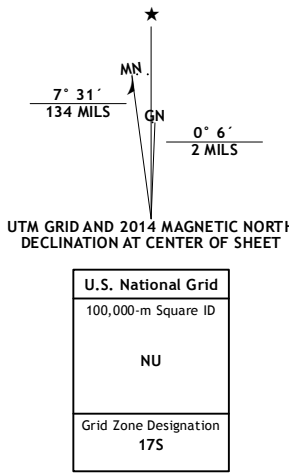 ★
MN
7° 31´
134 MILS
GN
0° 6´
2 MILS
UTM GRID AND 2014 MAGNETIC NORTH
DECLINATION AT CENTER OF SHEET
U.S. National Grid
100,000-m Square ID
NU
Grid Zone Designation
17S